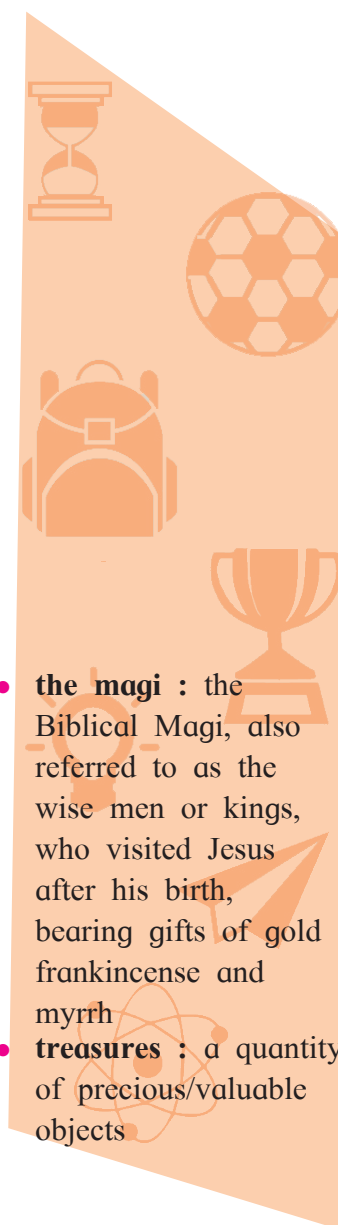 • the magi : the
Biblical Magi, also
referred to as the
wise men or kings,
who visited Jesus
after his birth,
bearing gifts of gold
frankincense and
myrrh
• treasures : a quantity
of precious/valuable
objects